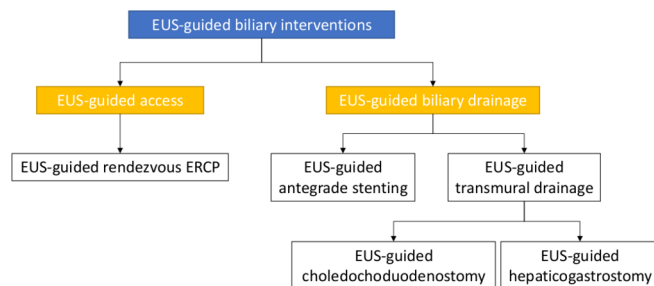 EUS-guided biliary interventions
EUS-guided access
EUS-guided biliary drainage
EUS-guided rendezvous ERCP
EUS-guided
antegrade stenting
EUS-guided
transmural drainage
EUS-guided
choledochoduodenostomy
EUS-guided
hepaticogastrostomy